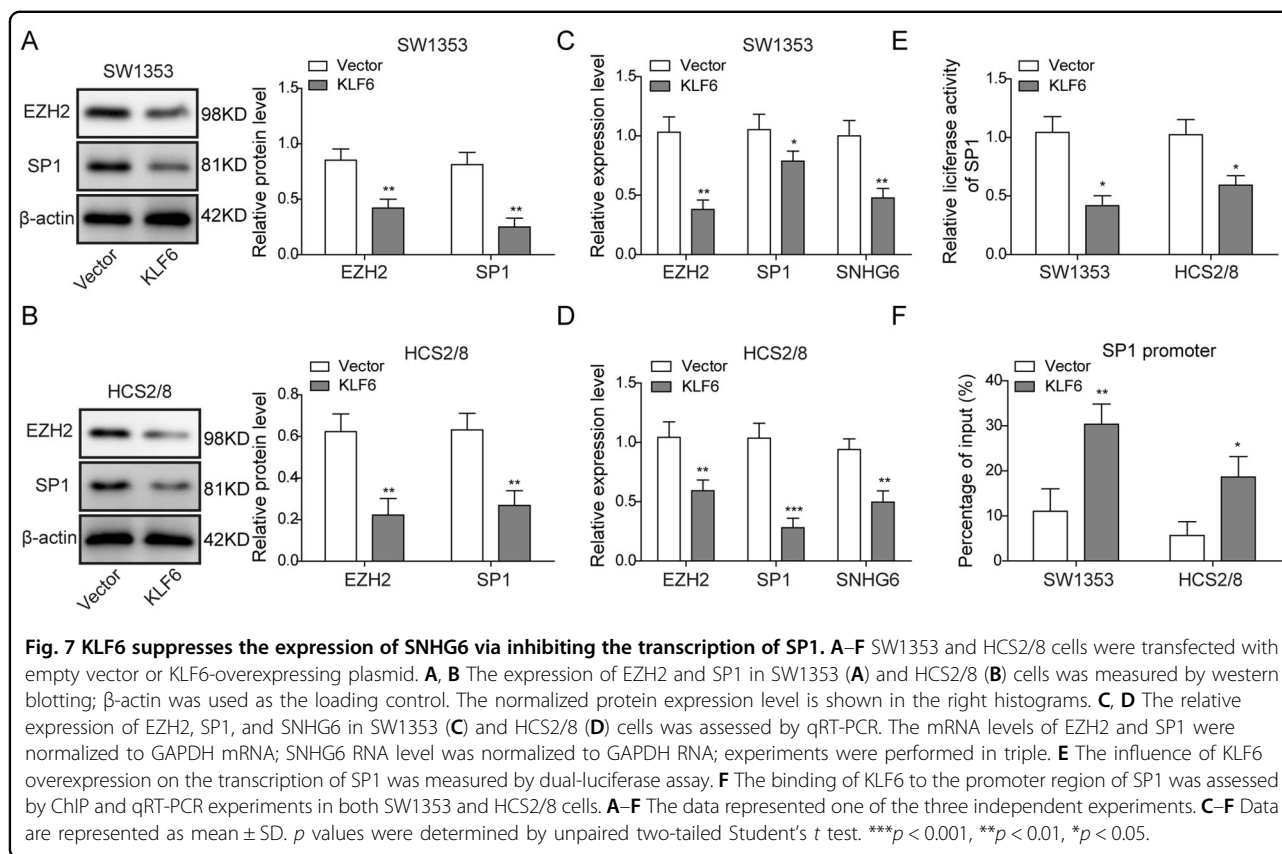 A
SW1353
EZH2
98KD
SP1
81KD
β-actin
42KD
Vector
KLF6
SW1353
Vector
KLF6
Relative protein level
1.5
1.0
0.5
0.0
**
**
EZH2
SP1
C
SW1353
Vector
KLF6
Relative expression level
1.5
1.0
0.5
0.0
**
*
**
EZH2
SP1
SNHG6
E
Vector
KLF6
Relative liciferase activity
of SP1
1.5
1.0
0.5
0.0
*
*
SW1353
HCS2/8
B
HCS2/8
EZH2
98KD
SP1
81KD
β-actin
42KD
Vector
KLF6
HCS2/8
Vector
KLF6
Relative protein level
0.8
0.6
0.4
0.2
0.0
**
**
EZH2
SP1
D
HCS2/8
Vector
KLF6
Relative expression level
1.5
1.0
0.5
0.0
**
***
**
EZH2
SP1
SNHG6
F
SP1 promoter
Vector
KLF6
Percentage of input (%)
40
30
20
10
0
**
*
SW1353
HCS2/8
Fig. 7 KLF6 suppresses the expression of SNHG6 via inhibiting the transcription of SP1. A–F SW1353 and HCS2/8 cells were transfected with
empty vector or KLF6-overexpressing plasmid. A, B The expression of EZH2 and SP1 in SW1353 (A) and HCS2/8 (B) cells was measured by western
blotting; β-actin was used as the loading control. The normalized protein expression level is shown in the right histograms. C, D The relative
expression of EZH2, SP1, and SNHG6 in SW1353 (C) and HCS2/8 (D) cells was assessed by qRT-PCR. The mRNA levels of EZH2 and SP1 were
normalized to GAPDH mRNA; SNHG6 RNA level was normalized to GAPDH RNA; experiments were performed in triple. E The influence of KLF6
overexpression on the transcription of SP1 was measured by dual-luciferase assay. F The binding of KLF6 to the promoter region of SP1 was assessed
by ChIP and qRT-PCR experiments in both SW1353 and HCS2/8 cells. A–F The data represented one of the three independent experiments. C–F Data
are represented as mean ± SD. p values were determined by unpaired two-tailed Student's t test. ***p < 0.001, **p < 0.01, *p < 0.05.